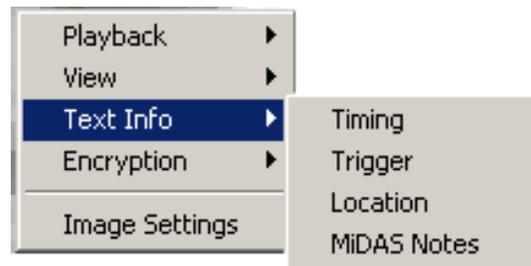 Playback
View
Text Info
Encryption
Image Settings
Timing
Trigger
Location
MiDAS Notes